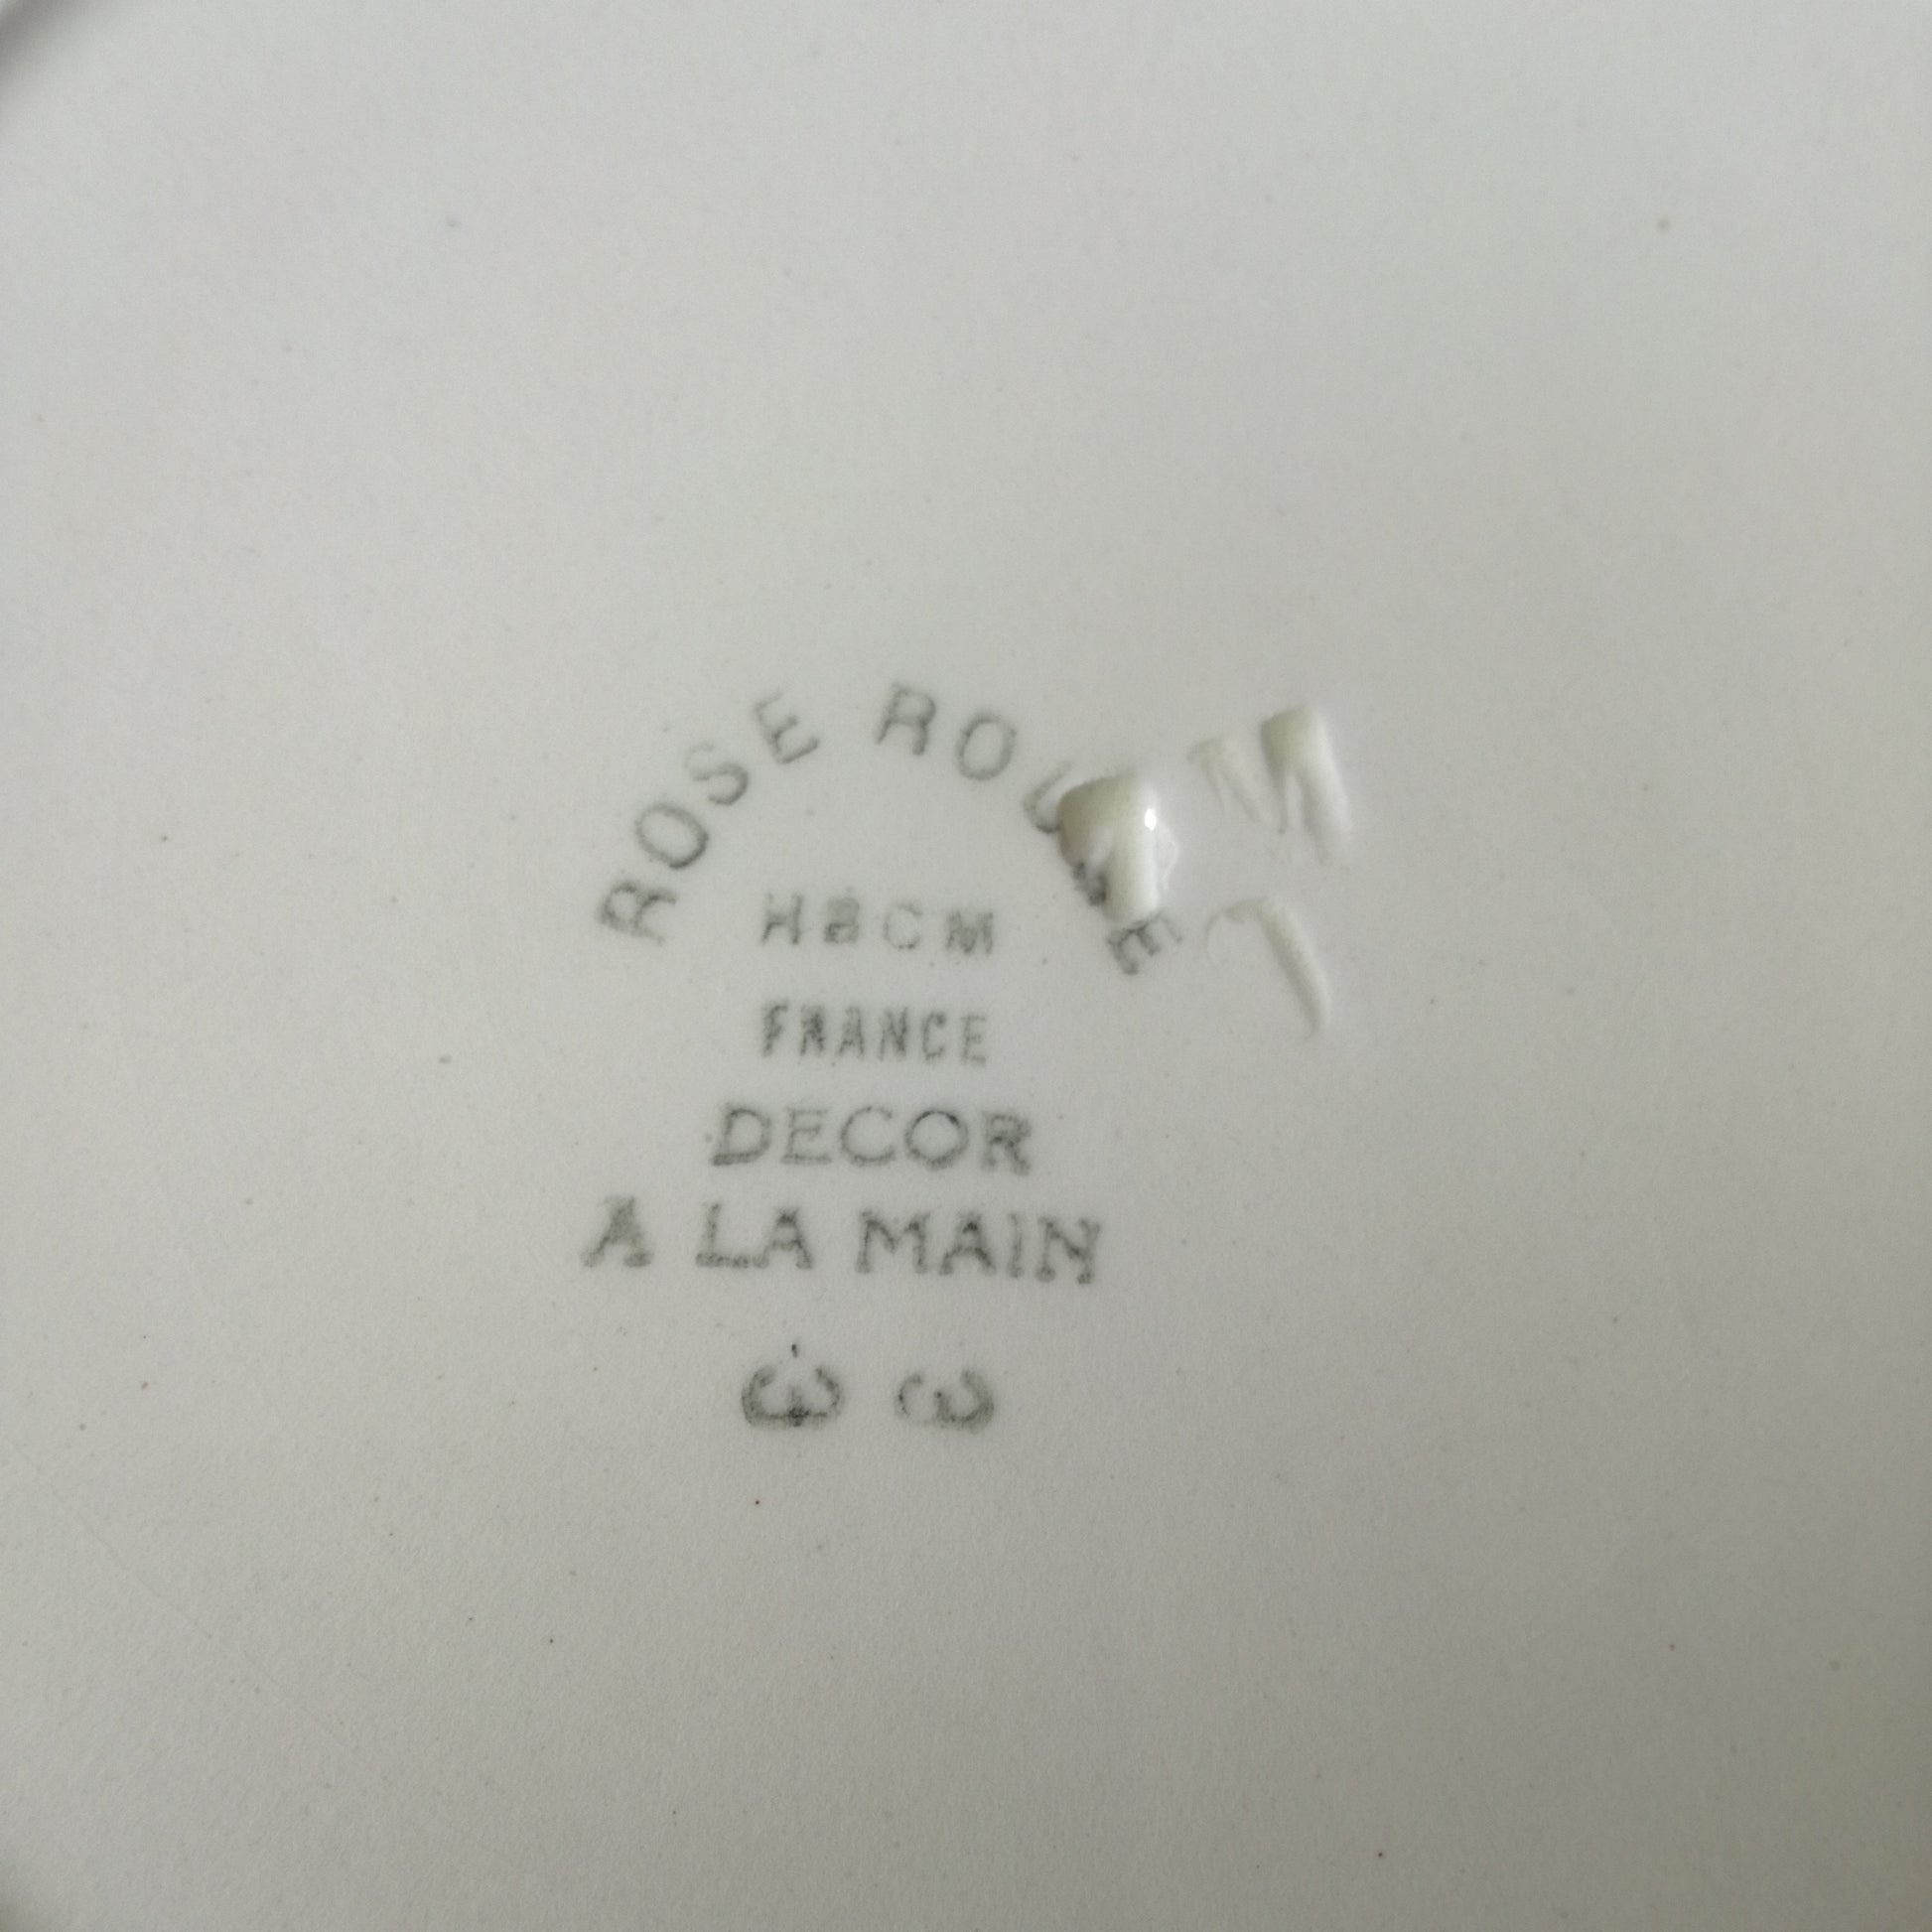 ROSE ROUGE
HBCM
FRANCE
DECOR
A LA MAIN